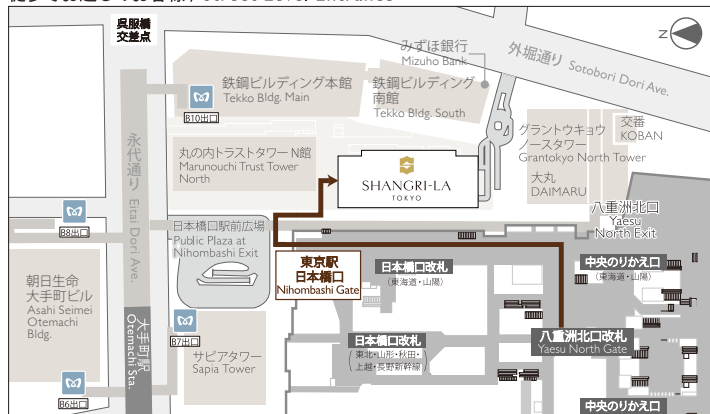 呉服橋
交差点
みずほ銀行
Mizuho Bank
外堀通り Sotobori Dori Ave.
N
鉄鋼ビルディング本館
Tekko Bldg. Main
鉄鋼ビルディング
南館
Tekko Bldg. South
B10出口
グラントウキョウ
ノースタワー
Grantokyo North Tower
交番
KOBAN
大丸
DAIMARU
永代通り Eitai Dori Ave.
丸の内トラストタワー N館
Marunouchi Trust Tower
North
SHANGRI-LA
TOKYO
B8出口
日本橋口駅前広場
Public Plaza at
Nihombashi Exit
八重洲北口
Yaesu
North Exit
東京駅
日本橋口
Nihombashi Gate
日本橋口改札
(東海道・山陽)
中央のりかえ口
(東海道・山陽)
朝日生命
大手町ビル
Asahi Seimei
Otemachi
Bldg.
大手町駅
Otemachi Sta.
B7出口
サピアタワー
Sapia Tower
日本橋口改札
(東北・山形・秋田・
上越・長野新幹線)
八重洲北口改札
Yaesu North Gate
B6出口
中央のりかえ口